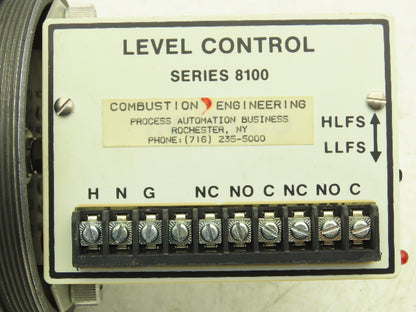 LEVEL CONTROL
SERIES 8100
COMBUSTION ENGINEERING
PROCESS AUTOMATION BUSINESS
ROCHESTER, NY
PHONE:(716) 235-5000
HLFS
LLFS
H N G NC NO C NC NO C